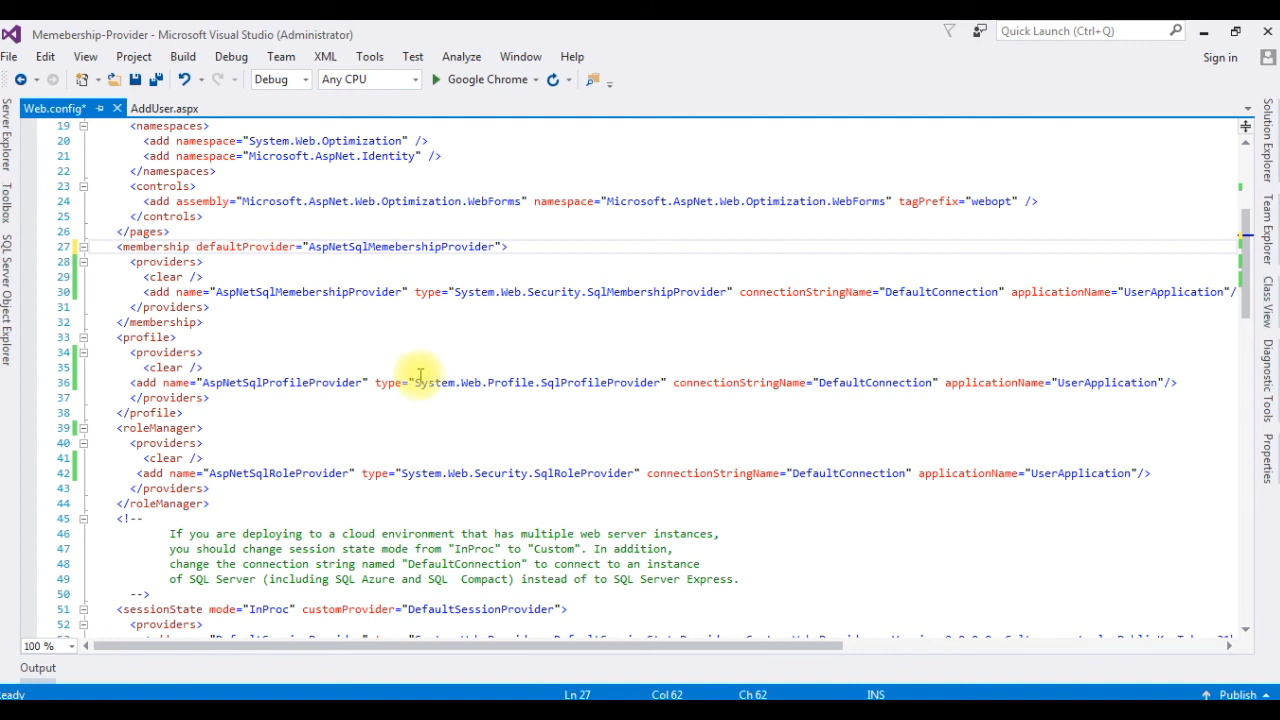 Memebership-Provider - Microsoft Visual Studio (Administrator)
Quick Launch (Ctrl+Q)
File Edit View Project Build Debug Team XML Tools Test Analyze Window Help
Sign in
Debug Any CPU Google Chrome
Web.config* AddUser.aspx
19 <namespaces>
20 <add namespace="System.Web.Optimization" />
21 <add namespace="Microsoft.AspNet.Identity" />
22 </namespaces>
23 <controls>
24 <add assembly="Microsoft.AspNet.Web.Optimization.WebForms" namespace="Microsoft.AspNet.Web.Optimization.WebForms" tagPrefix="webopt" />
25 </controls>
26 </pages>
27 <membership defaultProvider="AspNetSqlMemebershipProvider">
28 <providers>
29 <clear />
30 <add name="AspNetSqlMemebershipProvider" type="System.Web.Security.SqlMembershipProvider" connectionStringName="DefaultConnection" applicationName="UserApplication"/
31 </providers>
32 </membership>
33 <profile>
34 <providers>
35 <clear />
36 <add name="AspNetSqlProfileProvider" type="System.Web.Profile.SqlProfileProvider" connectionStringName="DefaultConnection" applicationName="UserApplication"/>
37 </providers>
38 </profile>
39 <roleManager>
40 <providers>
41 <clear />
42 <add name="AspNetSqlRoleProvider" type="System.Web.Security.SqlRoleProvider" connectionStringName="DefaultConnection" applicationName="UserApplication"/>
43 </providers>
44 </roleManager>
45 <!--
46 If you are deploying to a cloud environment that has multiple web server instances,
47 you should change session state mode from "InProc" to "Custom". In addition,
48 change the connection string named "DefaultConnection" to connect to an instance
49 of SQL Server (including SQL Azure and SQL  Compact) instead of to SQL Server Express.
50 -->
51 <sessionState mode="InProc" customProvider="DefaultSessionProvider">
52 <providers>
100 %
Output
eady Ln 27 Col 62 Ch 62 INS Publish
Server Explorer
Toolbox
SQL Server Object Explorer
Solution Explorer
Team Explorer
Class View
Diagnostic Tools
Properties